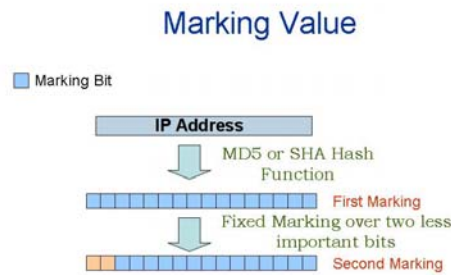 Marking Value
Marking Bit
IP Address
MD5 or SHA Hash
Function
First Marking
Fixed Marking over two less
important bits
Second Marking